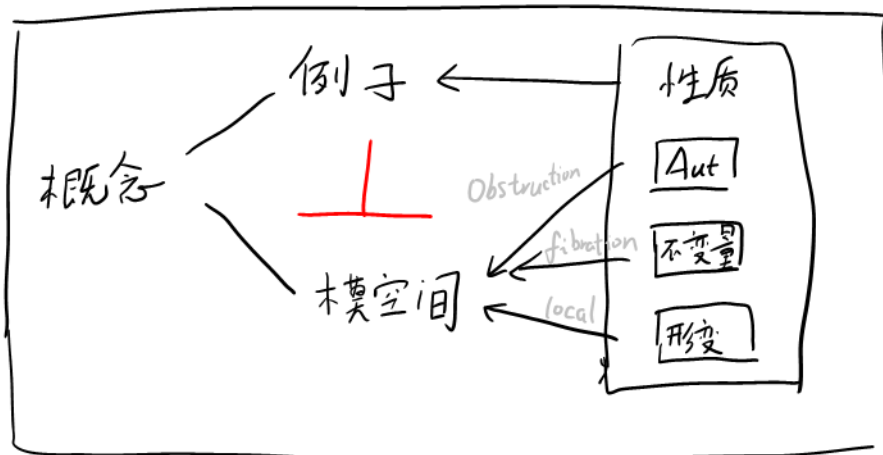 例子
性质
概念
Aut
Obstruction
fibration
不变量
模空间
local
形变